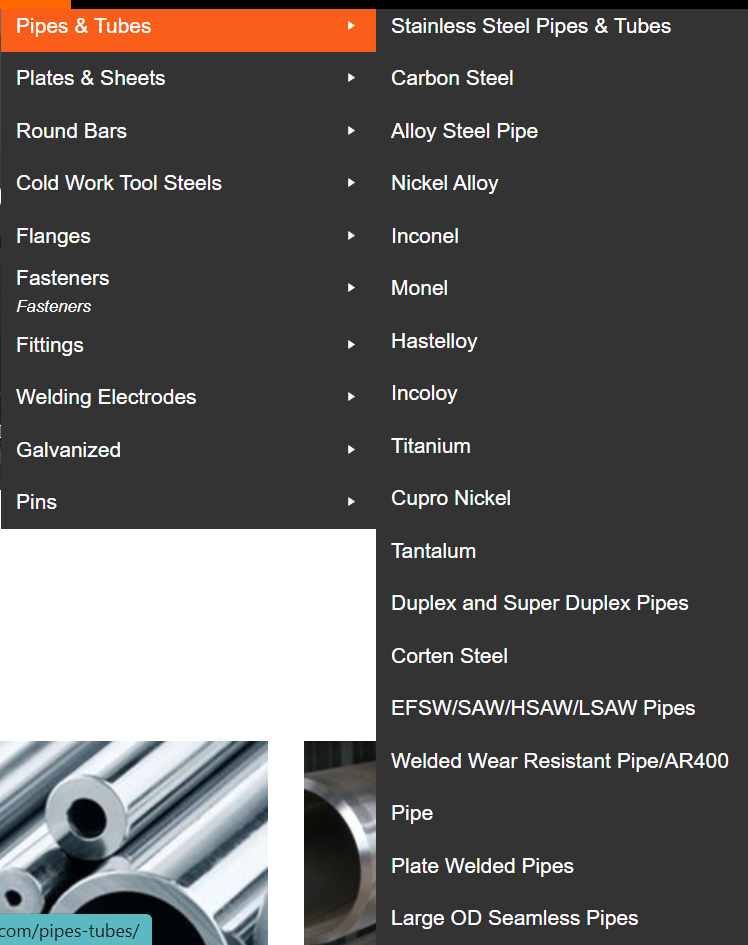 Pipes & Tubes
Plates & Sheets
Round Bars
Cold Work Tool Steels
Flanges
Fasteners
Fasteners
Fittings
Welding Electrodes
Galvanized
Pins
Stainless Steel Pipes & Tubes
Carbon Steel
Alloy Steel Pipe
Nickel Alloy
Inconel
Monel
Hastelloy
Incoloy
Titanium
Cupro Nickel
Tantalum
Duplex and Super Duplex Pipes
Corten Steel
EFSW/SAW/HSAW/LSAW Pipes
Welded Wear Resistant Pipe/AR400
Pipe
Plate Welded Pipes
Large OD Seamless Pipes
com/pipes-tubes/